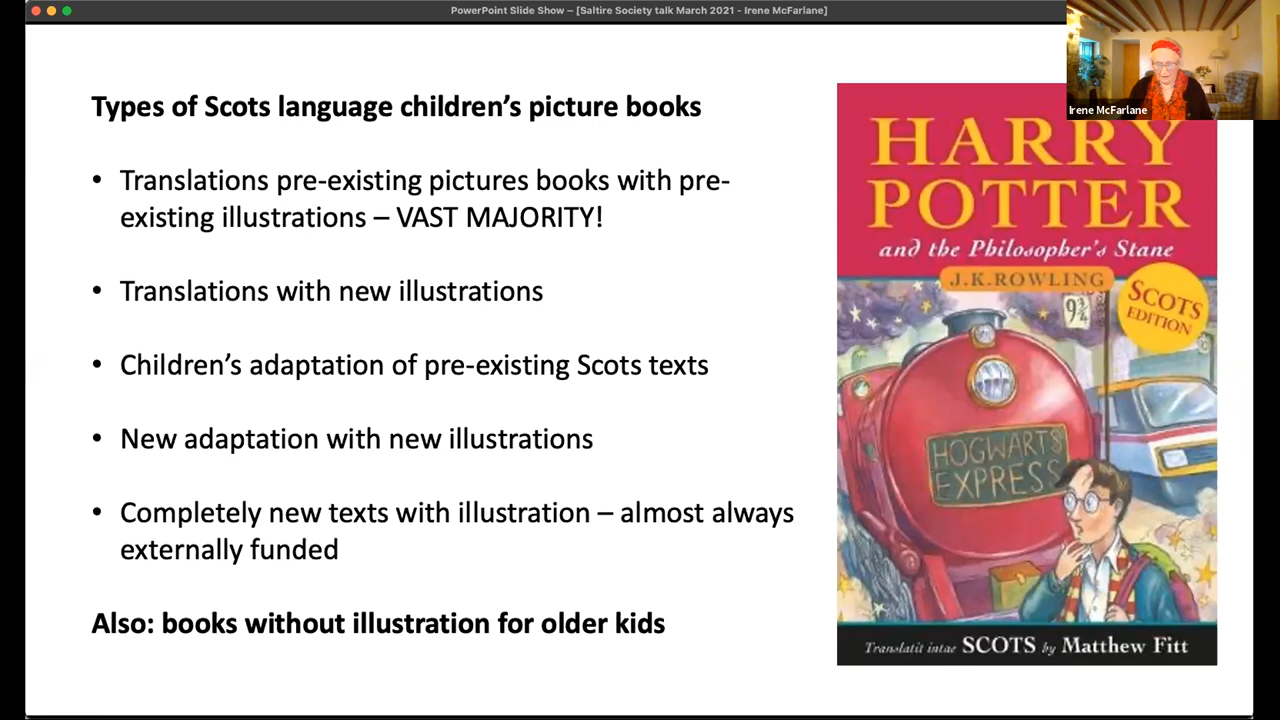 PowerPoint Slide Show – [Saltire Society talk March 2021 - Irene McFarlane]
Irene McFarlane
Types of Scots language children’s picture books
• Translations pre-existing pictures books with pre-
existing illustrations – VAST MAJORITY!
• Translations with new illustrations
• Children’s adaptation of pre-existing Scots texts
• New adaptation with new illustrations
• Completely new texts with illustration – almost always
externally funded
Also: books without illustration for older kids
HARRY
POTTER
and the Philosopher’s Stane
J.K.ROWLING
SCOTS
EDITION
9¾
HOGWARTS
EXPRESS
Translatit intae SCOTS by Matthew Fitt